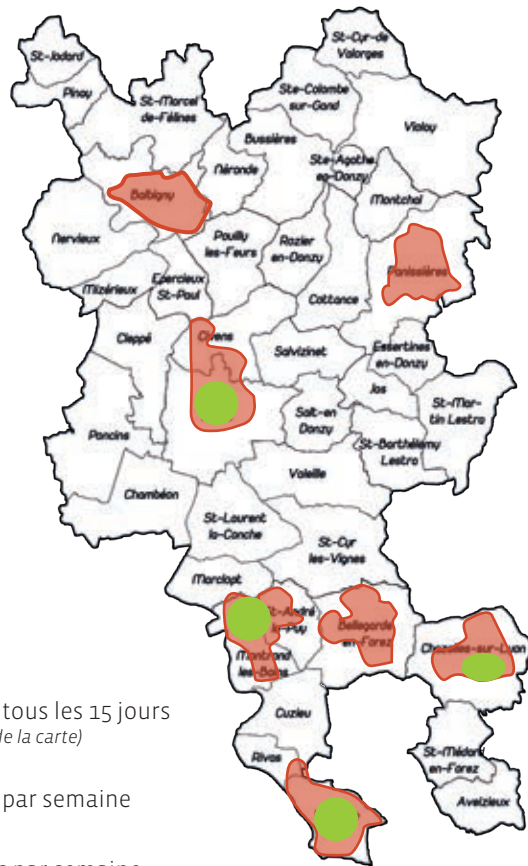 St-Jodard
St-Cyr-de
Valorges
Pinay
St-Marcel
de-Félines
Ste-Colombe
sur-Gand
Violay
Bussières
Ste-Agathe
en-Donzy
Néronde
Balbigny
Montchal
Nervieux
Pouilly
les-Feurs
Rozier
en-Donzy
Panissières
Mizérieux
Epercieux
St-Paul
Cottance
Cleppé
Civens
Salvizinet
Essertines
en-Donzy
Jas
St-Mar-
tin Lestra
Salt-en
Donzy
Poncins
St-Barthélemy
Lestra
Valeille
Chambéon
St-Laurent
la-Conche
St-Cyr
les-Vignes
Marclopt
St-André
le-Puy
Bellegarde
en-Forez
Chazelles-sur-Lyon
Montrond
les-Bains
tous les 15 jours
de la carte)
Cuzieu
Rivas
St-Médard
en-Forez
par semaine
Aveizieux
par semaine